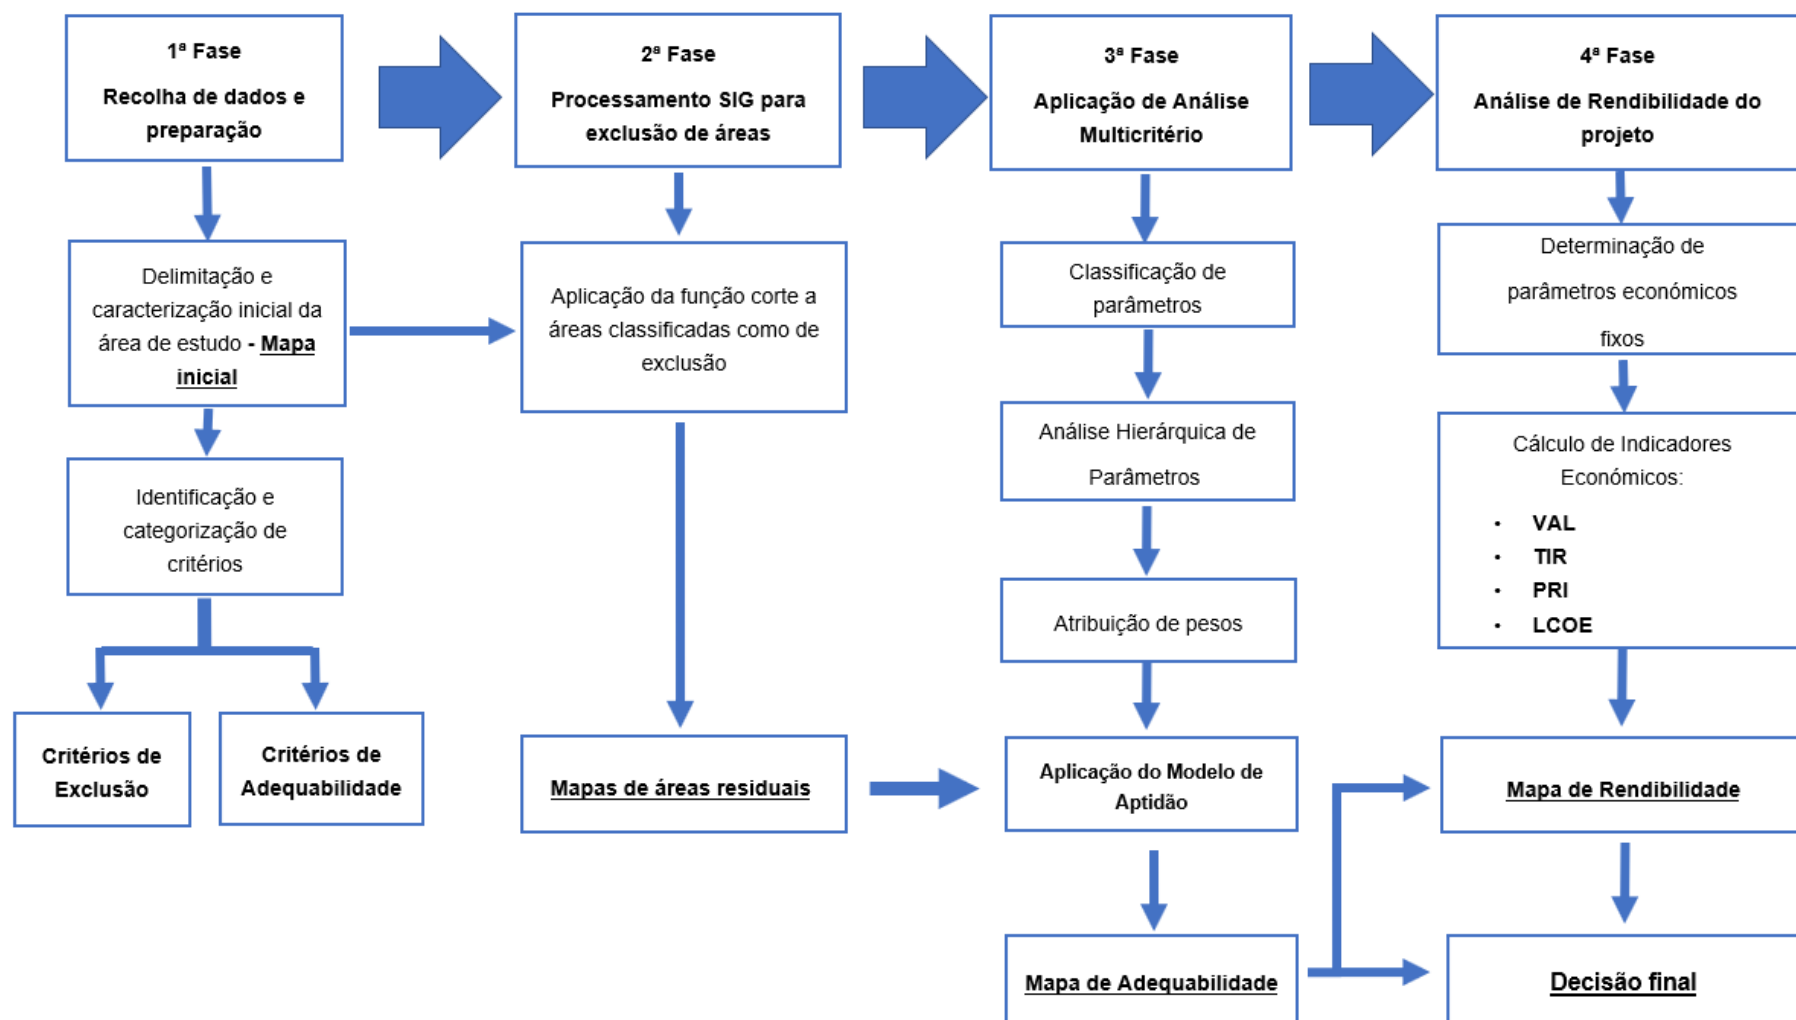 1ª Fase
Recolha de dados e
preparação
Delimitação e
caracterização inicial da
área de estudo - Mapa
inicial
Identificação e
categorização de
critérios
Critérios de
Exclusão
Critérios de
Adequabilidade
2ª Fase
Processamento SIG para
exclusão de áreas
Aplicação da função corte a
áreas classificadas como de
exclusão
Mapas de áreas residuais
3ª Fase
Aplicação de Análise
Multicritério
Classificação de
parâmetros
Análise Hierárquica de
Parâmetros
Atribuição de pesos
Aplicação do Modelo de
Aptidão
Mapa de Adequabilidade
4ª Fase
Análise de Rendibilidade do
projeto
Determinação de
parâmetros económicos
fixos
Cálculo de Indicadores
Económicos:
• VAL
• TIR
• PRI
• LCOE
Mapa de Rendibilidade
Decisão final